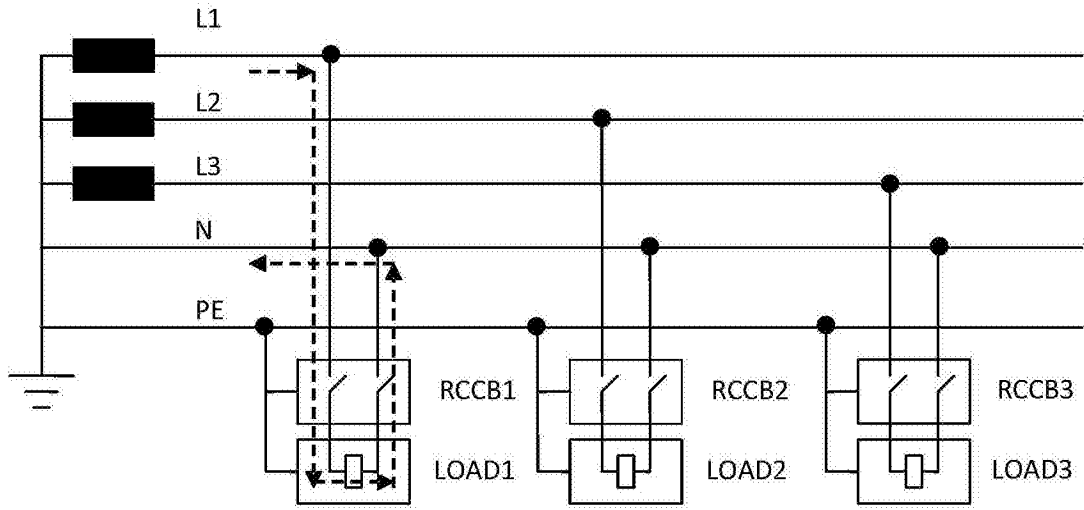 L1
L2
L3
N
PE
RCCB1 RCCB2 RCCB3
LOAD1 LOAD2 LOAD3